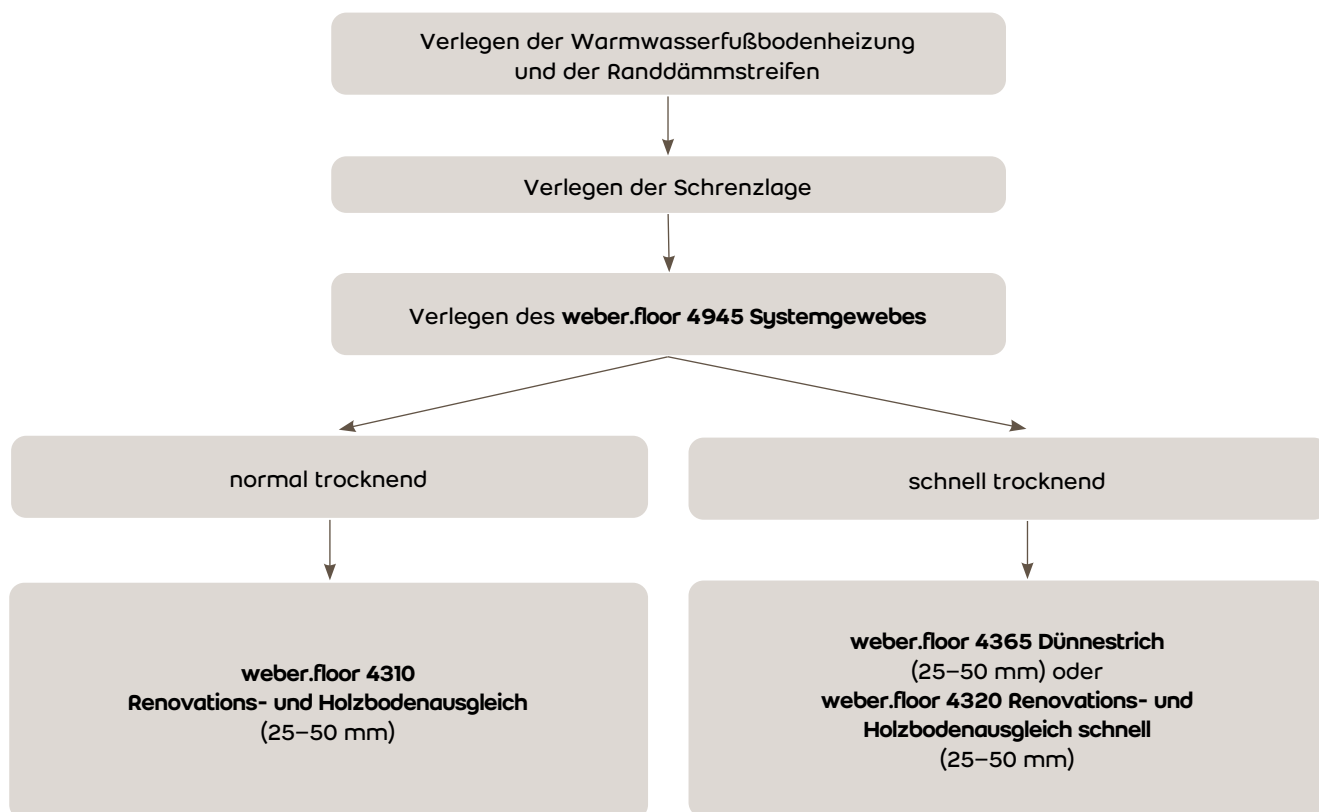 Verlegen der Warmwasserfußbodenheizung
und der Randdämmstreifen
Verlegen der Schrenzlage
Verlegen des weber.floor 4945 Systemgewebes
normal trocknend
schnell trocknend
weber.floor 4310
Renovations- und Holzbodenausgleich
(25–50 mm)
weber.floor 4365 Dünnestrich
(25–50 mm) oder
weber.floor 4320 Renovations- und
Holzbodenausgleich schnell
(25–50 mm)